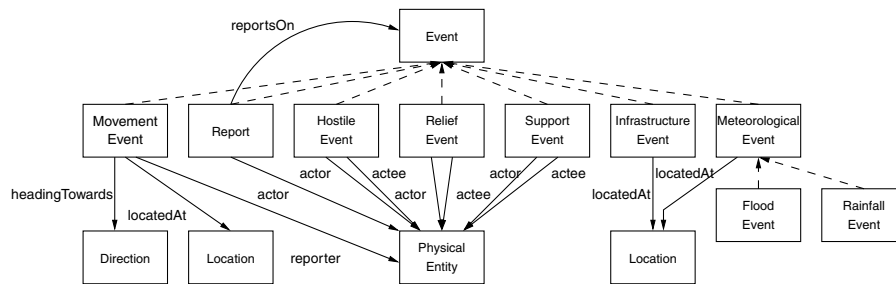 reportsOn
Event
Movement
Event
Report
Hostile
Event
Relief
Event
Support
Event
Infrastructure
Event
Meteorological
Event
headingTowards
locatedAt
actor
actor
actee
actor
actee
actor
actee
locatedAt
locatedAt
Flood
Event
Rainfall
Event
Direction
Location
reporter
Physical
Entity
Location